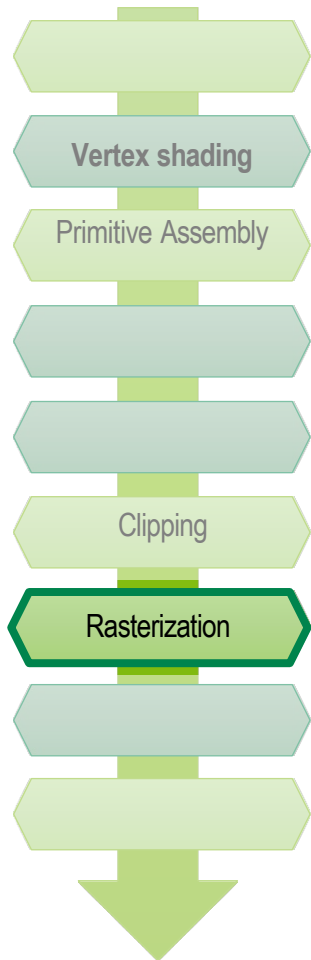 Vertex shading
Primitive Assembly
Clipping
Rasterization